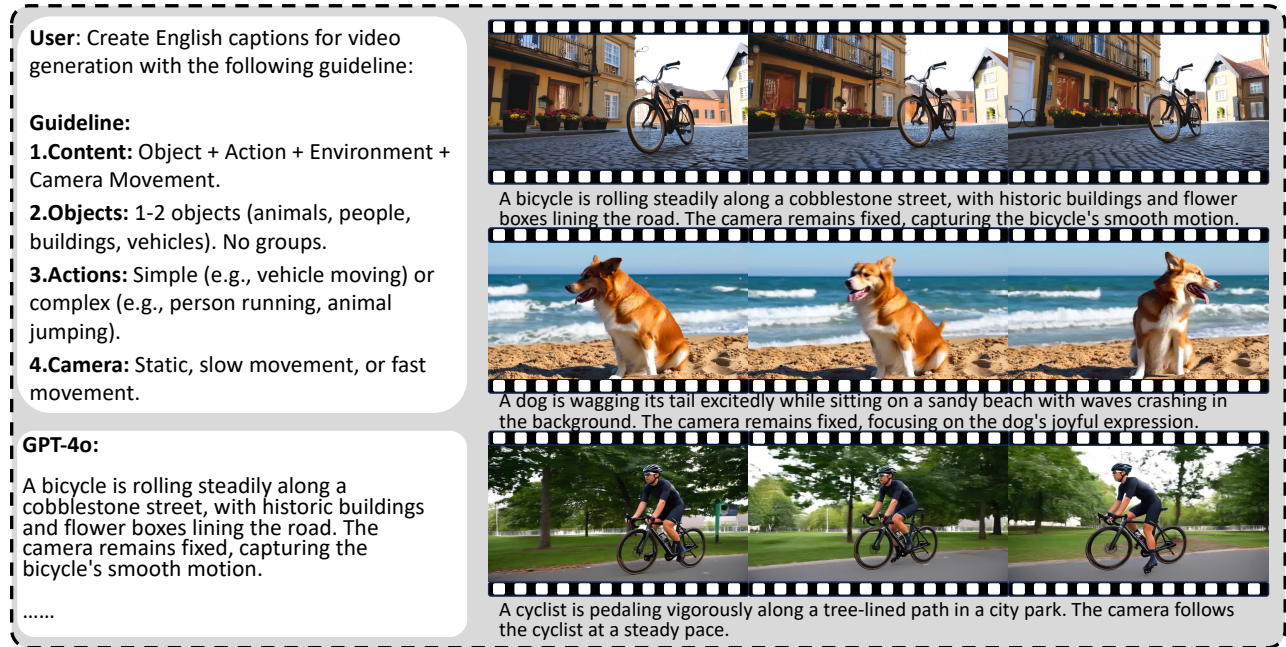 User: Create English captions for video
generation with the following guideline:
Guideline:
1.Content: Object + Action + Environment +
Camera Movement.
2.Objects: 1-2 objects (animals, people,
buildings, vehicles). No groups.
3.Actions: Simple (e.g., vehicle moving) or
complex (e.g., person running, animal
jumping).
4.Camera: Static, slow movement, or fast
movement.
GPT-4o:
A bicycle is rolling steadily along a
cobblestone street, with historic buildings
and flower boxes lining the road. The
camera remains fixed, capturing the
bicycle's smooth motion.
......
A bicycle is rolling steadily along a cobblestone street, with historic buildings and flower
boxes lining the road. The camera remains fixed, capturing the bicycle's smooth motion.
A dog is wagging its tail excitedly while sitting on a sandy beach with waves crashing in
the background. The camera remains fixed, focusing on the dog's joyful expression.
A cyclist is pedaling vigorously along a tree-lined path in a city park. The camera follows
the cyclist at a steady pace.